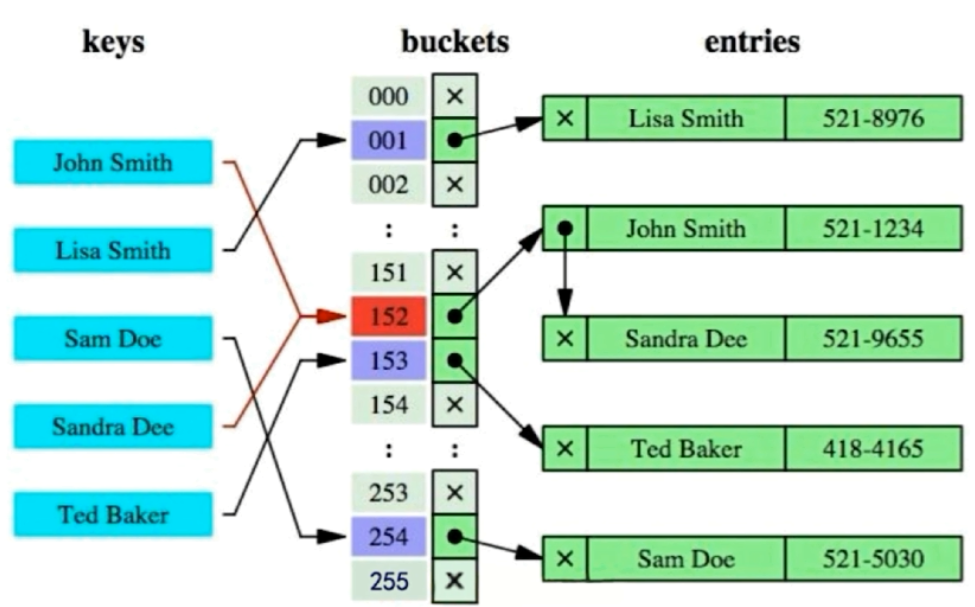 keys buckets entries
John Smith
Lisa Smith
Sam Doe
Sandra Dee
Ted Baker
000 ×
001
002 ×
: :
151 ×
152
153
154 ×
: :
253 ×
254
255 ×
× Lisa Smith 521-8976
John Smith 521-1234
× Sandra Dee 521-9655
× Ted Baker 418-4165
× Sam Doe 521-5030